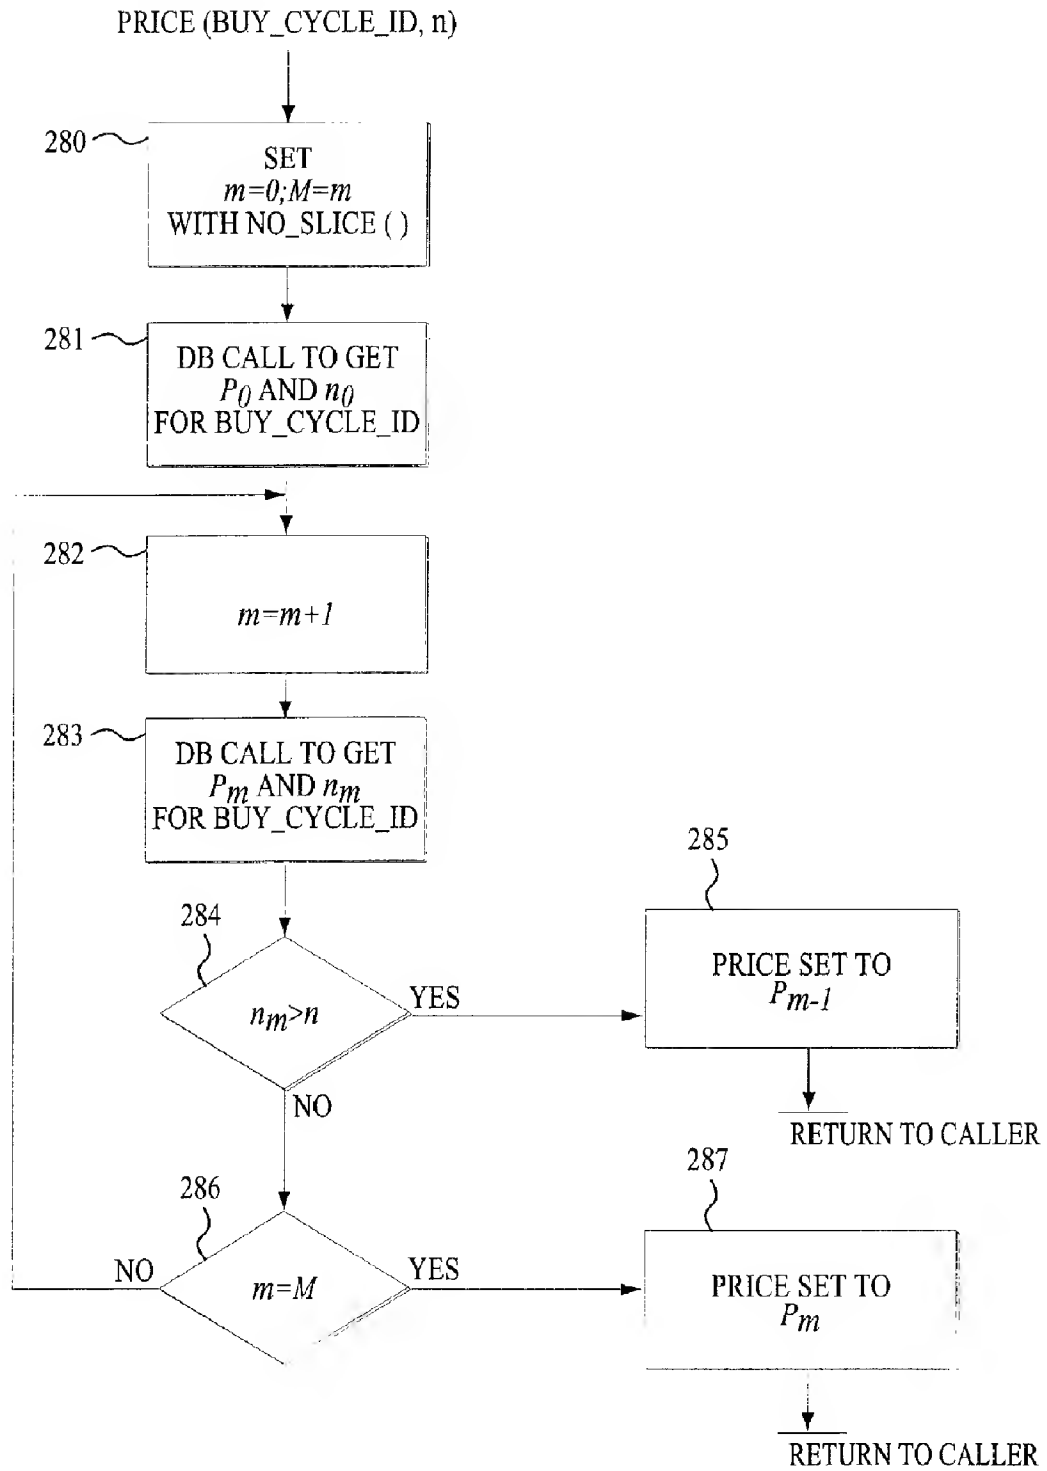 PRICE (BUY_CYCLE_ID, n)
280
SET
m=0;M=m
WITH NO_SLICE ( )
281
DB CALL TO GET
P0 AND n0
FOR BUY_CYCLE_ID
282
m=m+1
283
DB CALL TO GET
Pm AND nm
FOR BUY_CYCLE_ID
284
nm>n
YES
NO
285
PRICE SET TO
Pm-1
RETURN TO CALLER
286
m=M
NO
YES
287
PRICE SET TO
Pm
RETURN TO CALLER